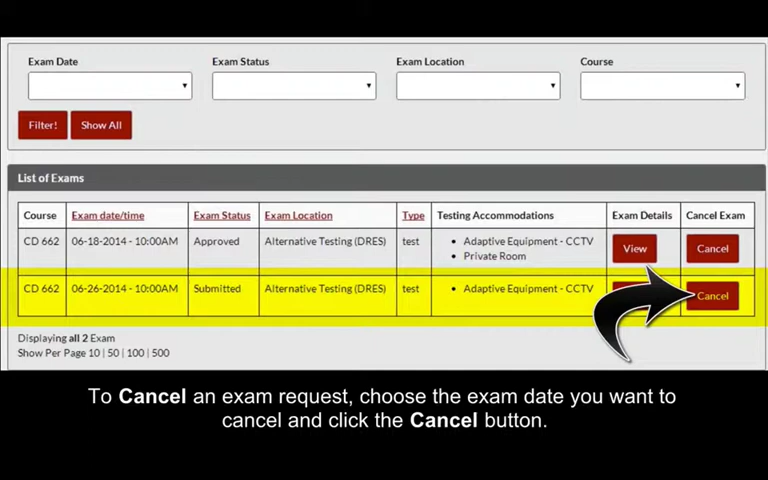 Exam Date Exam Status Exam Location Course
Filter! Show All
List of Exams
Course Exam date/time Exam Status Exam Location Type Testing Accommodations Exam Details Cancel Exam
CD 662 06-18-2014 - 10:00AM Approved Alternative Testing (DRES) test • Adaptive Equipment - CCTV View Cancel
• Private Room
CD 662 06-26-2014 - 10:00AM Submitted Alternative Testing (DRES) test • Adaptive Equipment - CCTV Cancel
Displaying all 2 Exam
Show Per Page 10 | 50 | 100 | 500
To Cancel an exam request, choose the exam date you want to
cancel and click the Cancel button.